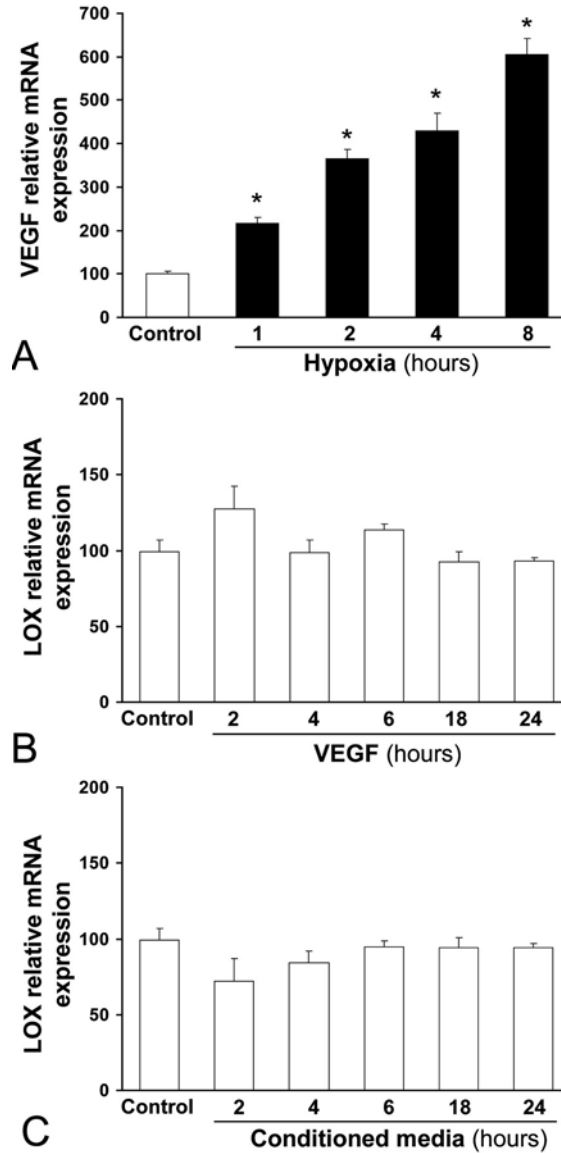 VEGF relative mRNA
expression
700
600
500
400
300
200
100
0
*
*
*
*
Control 1 2 4 8
Hypoxia (hours)
A
LOX relative mRNA
expression
200
150
100
50
0
Control 2 4 6 18 24
VEGF (hours)
B
LOX relative mRNA
expression
200
150
100
50
0
Control 2 4 6 18 24
Conditioned media (hours)
C